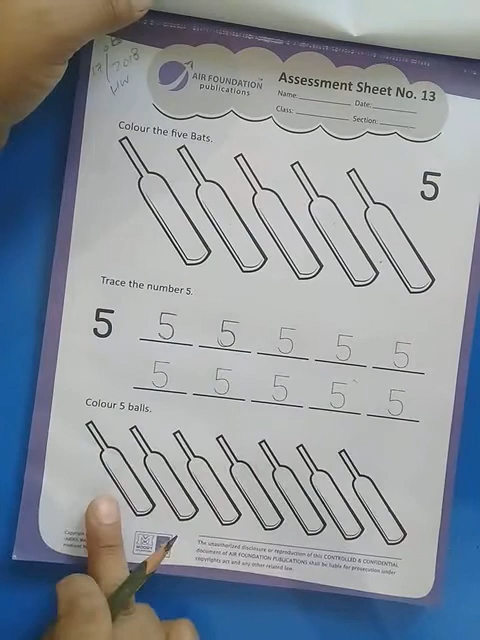 2018
HW
AIR FOUNDATION™
publications
Assessment Sheet No. 13
Name: Date:
Class: Section:
Colour the five Bats.
5
Trace the number 5.
5 5 5 5 5 5
5 5 5 5 5
Colour 5 balls.
The unauthorized disclosure or reproduction of this CONTROLLED & CONFIDENTIAL
document of AIR FOUNDATION PUBLICATIONS shall be liable for prosecution under
copyrights act and any other related law.